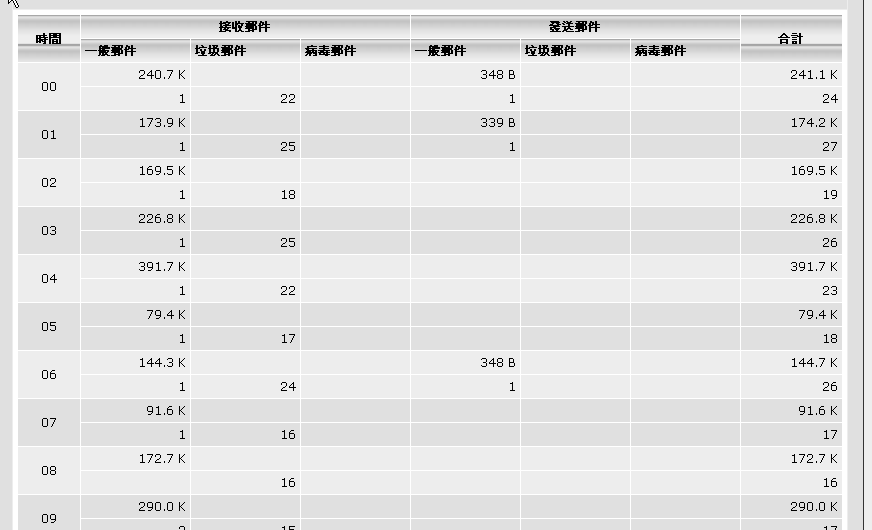 時間 接收郵件 發送郵件 合計
一般郵件 垃圾郵件 病毒郵件 一般郵件 垃圾郵件 病毒郵件
00 240.7 K 348 B 241.1 K
1 22 1 24
01 173.9 K 339 B 174.2 K
1 25 1 27
02 169.5 K 169.5 K
1 18 19
03 226.8 K 226.8 K
1 25 26
04 391.7 K 391.7 K
1 22 23
05 79.4 K 79.4 K
1 17 18
06 144.3 K 348 B 144.7 K
1 24 1 26
07 91.6 K 91.6 K
1 16 17
08 172.7 K 172.7 K
16 16
09 290.0 K 290.0 K
2 15 17